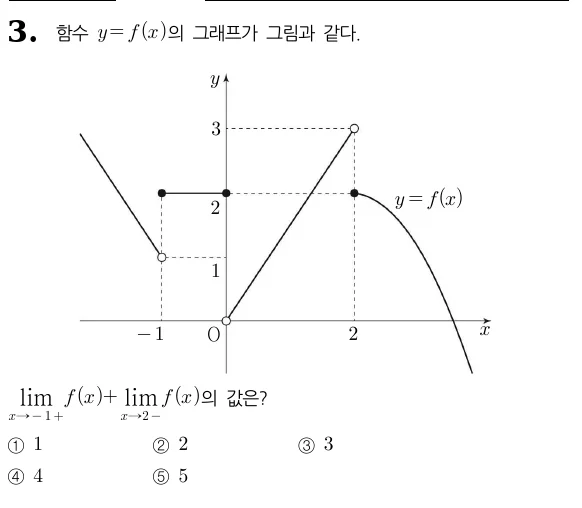 3. 함수 y=f(x)의 그래프가 그림과 같다.
y
3
2
y=f(x)
1
-1 O 2 x
lim f(x)+ lim f(x)의 값은?
x→-1+ x→2-
① 1 ② 2 ③ 3
④ 4 ⑤ 5